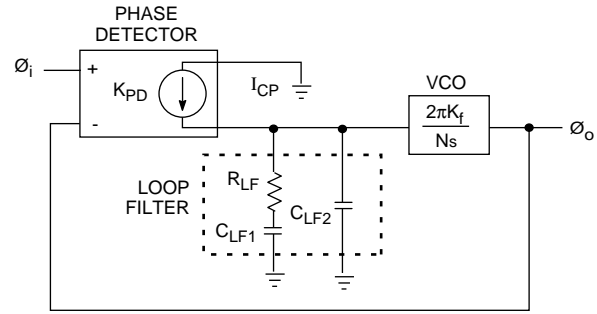 PHASE
DETECTOR
Øi
+
KPD
-
ICP
VCO
2πKf
Ns
Øo
LOOP
FILTER
RLF
CLF1
CLF2